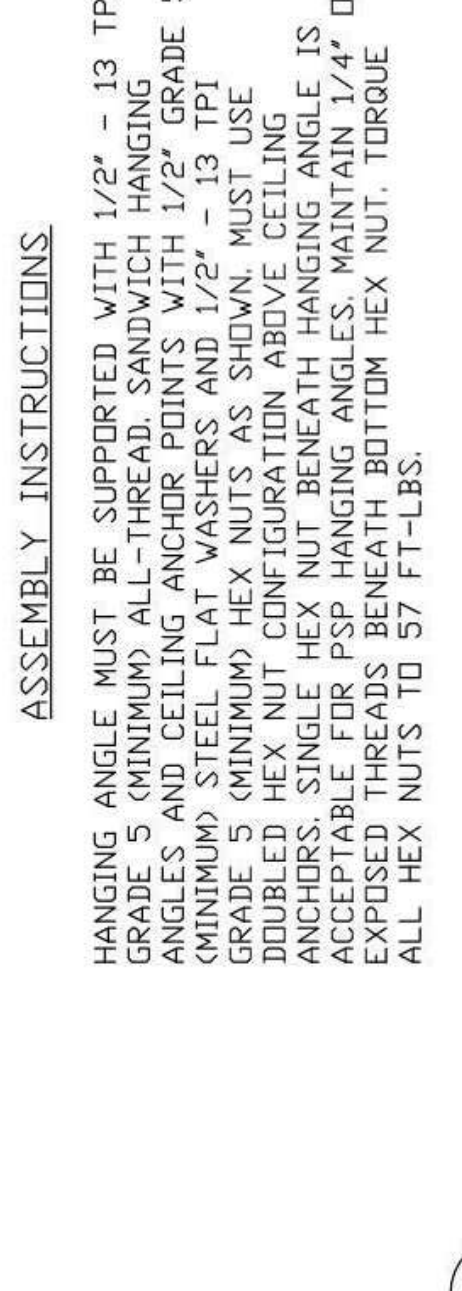 ASSEMBLY INSTRUCTIONS
HANGING ANGLE MUST BE SUPPORTED WITH 1/2" - 13 TP
GRADE 5 (MINIMUM) ALL-THREAD. SANDWICH HANGING
ANGLES AND CEILING ANCHOR POINTS WITH 1/2" GRADE
(MINIMUM) STEEL FLAT WASHERS AND 1/2" - 13 TPI
GRADE 5 (MINIMUM) HEX NUTS AS SHOWN. MUST USE
DOUBLED HEX NUT CONFIGURATION ABOVE CEILING
ANCHORS. SINGLE HEX NUT BENEATH HANGING ANGLE IS
ACCEPTABLE FOR PSP HANGING ANGLES. MAINTAIN 1/4"
EXPOSED THREADS BENEATH BOTTOM HEX NUT. TORQUE
ALL HEX NUTS TO 57 FT-LBS.